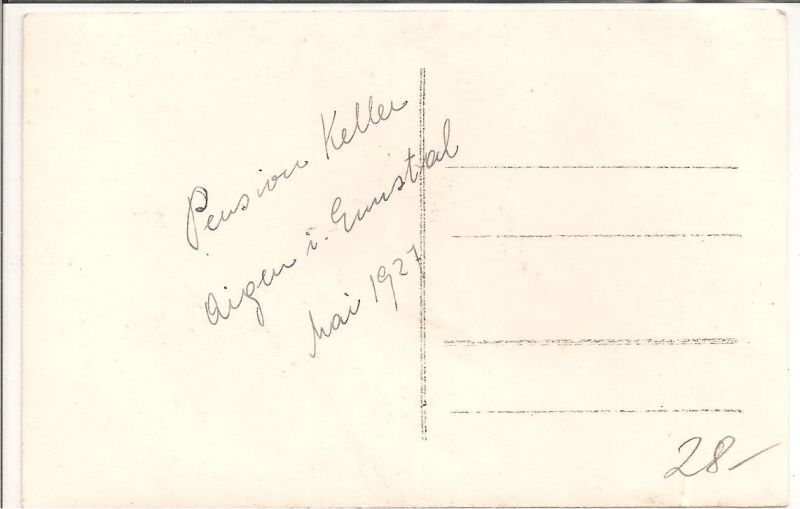 Pension Keller
Aigen i. Ennstal
Mai 1927
28-